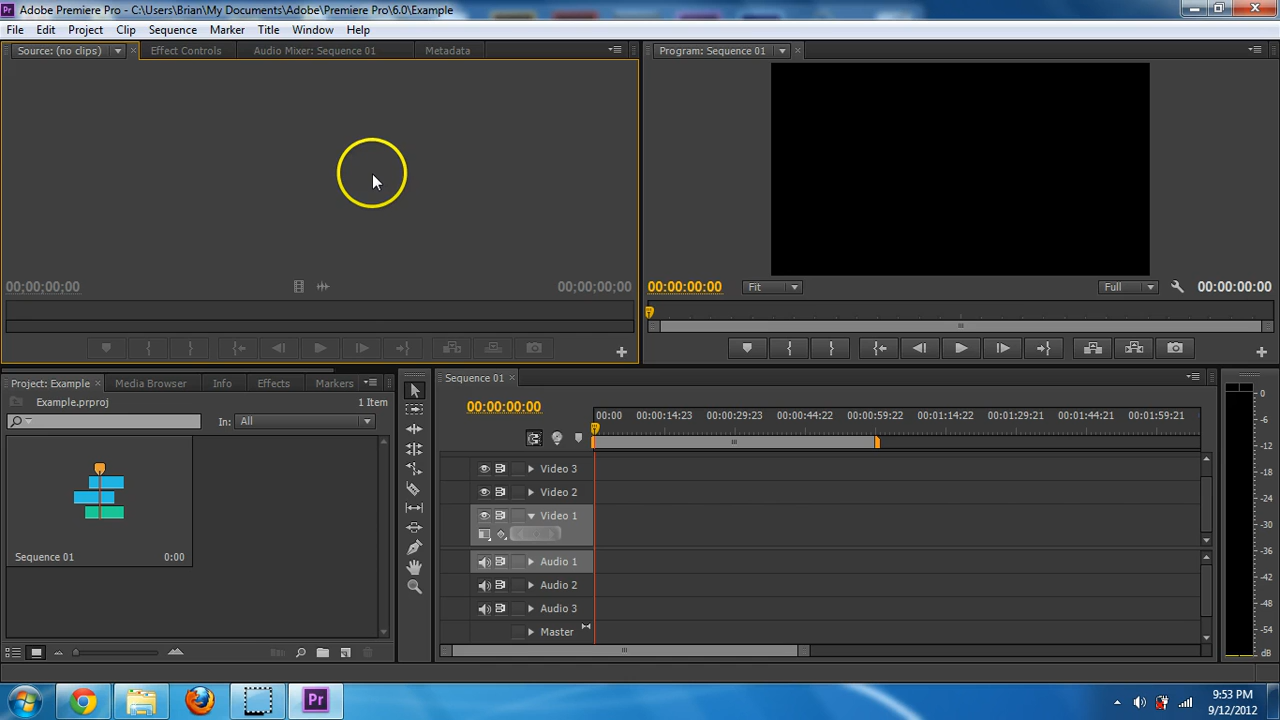 Adobe Premiere Pro - C:\Users\Brian\My Documents\Adobe\Premiere Pro\6.0\Example
File Edit Project Clip Sequence Marker Title Window Help
Source: (no clips) Effect Controls Audio Mixer: Sequence 01 Metadata Program: Sequence 01
00;00;00;00 00;00;00;00 00:00:00:00 Fit Full 00:00:00:00
Project: Example Media Browser Info Effects Markers Sequence 01
Example.prproj 1 Item
In: All
00:00:00:00
00:00 00:00:14:23 00:00:29:23 00:00:44:22 00:00:59:22 00:01:14:22 00:01:29:21 00:01:44:21 00:01:59:21
Video 3
Video 2
Video 1
Audio 1
Audio 2
Audio 3
Master
Sequence 01 0:00
0
-6
-12
-18
-24
-30
-36
-42
-48
-54
dB
Pr
9:53 PM
9/12/2012